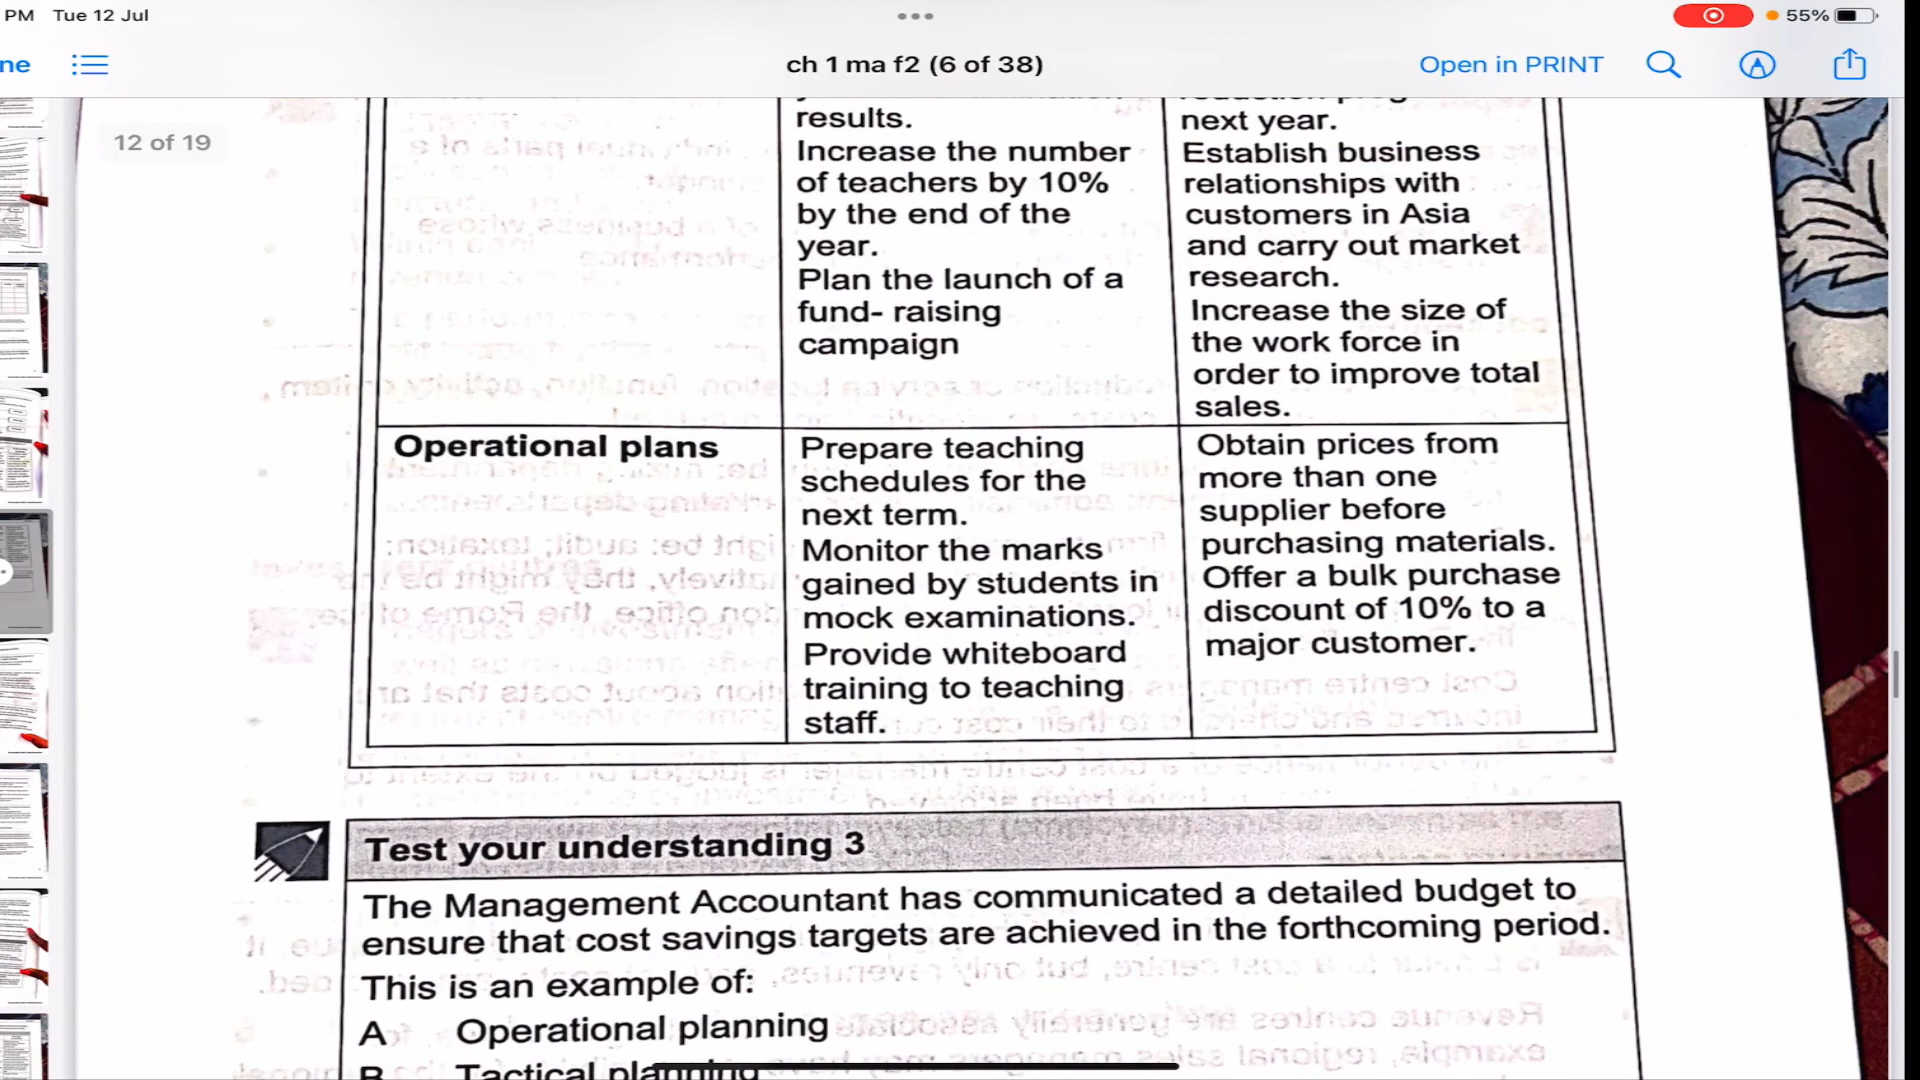 PM Tue 12 Jul
55%
ne
ch 1 ma f2 (6 of 38)
Open in PRINT
12 of 19
results.
Increase the number
of teachers by 10%
by the end of the
year.
Plan the launch of a
fund- raising
campaign
next year.
Establish business
relationships with
customers in Asia
and carry out market
research.
Increase the size of
the work force in
order to improve total
sales.
Operational plans
Prepare teaching
schedules for the
next term.
Monitor the marks
gained by students in
mock examinations.
Provide whiteboard
training to teaching
staff.
Obtain prices from
more than one
supplier before
purchasing materials.
Offer a bulk purchase
discount of 10% to a
major customer.
Test your understanding 3
The Management Accountant has communicated a detailed budget to
ensure that cost savings targets are achieved in the forthcoming period.
This is an example of:
A Operational planning
B Tactical planning